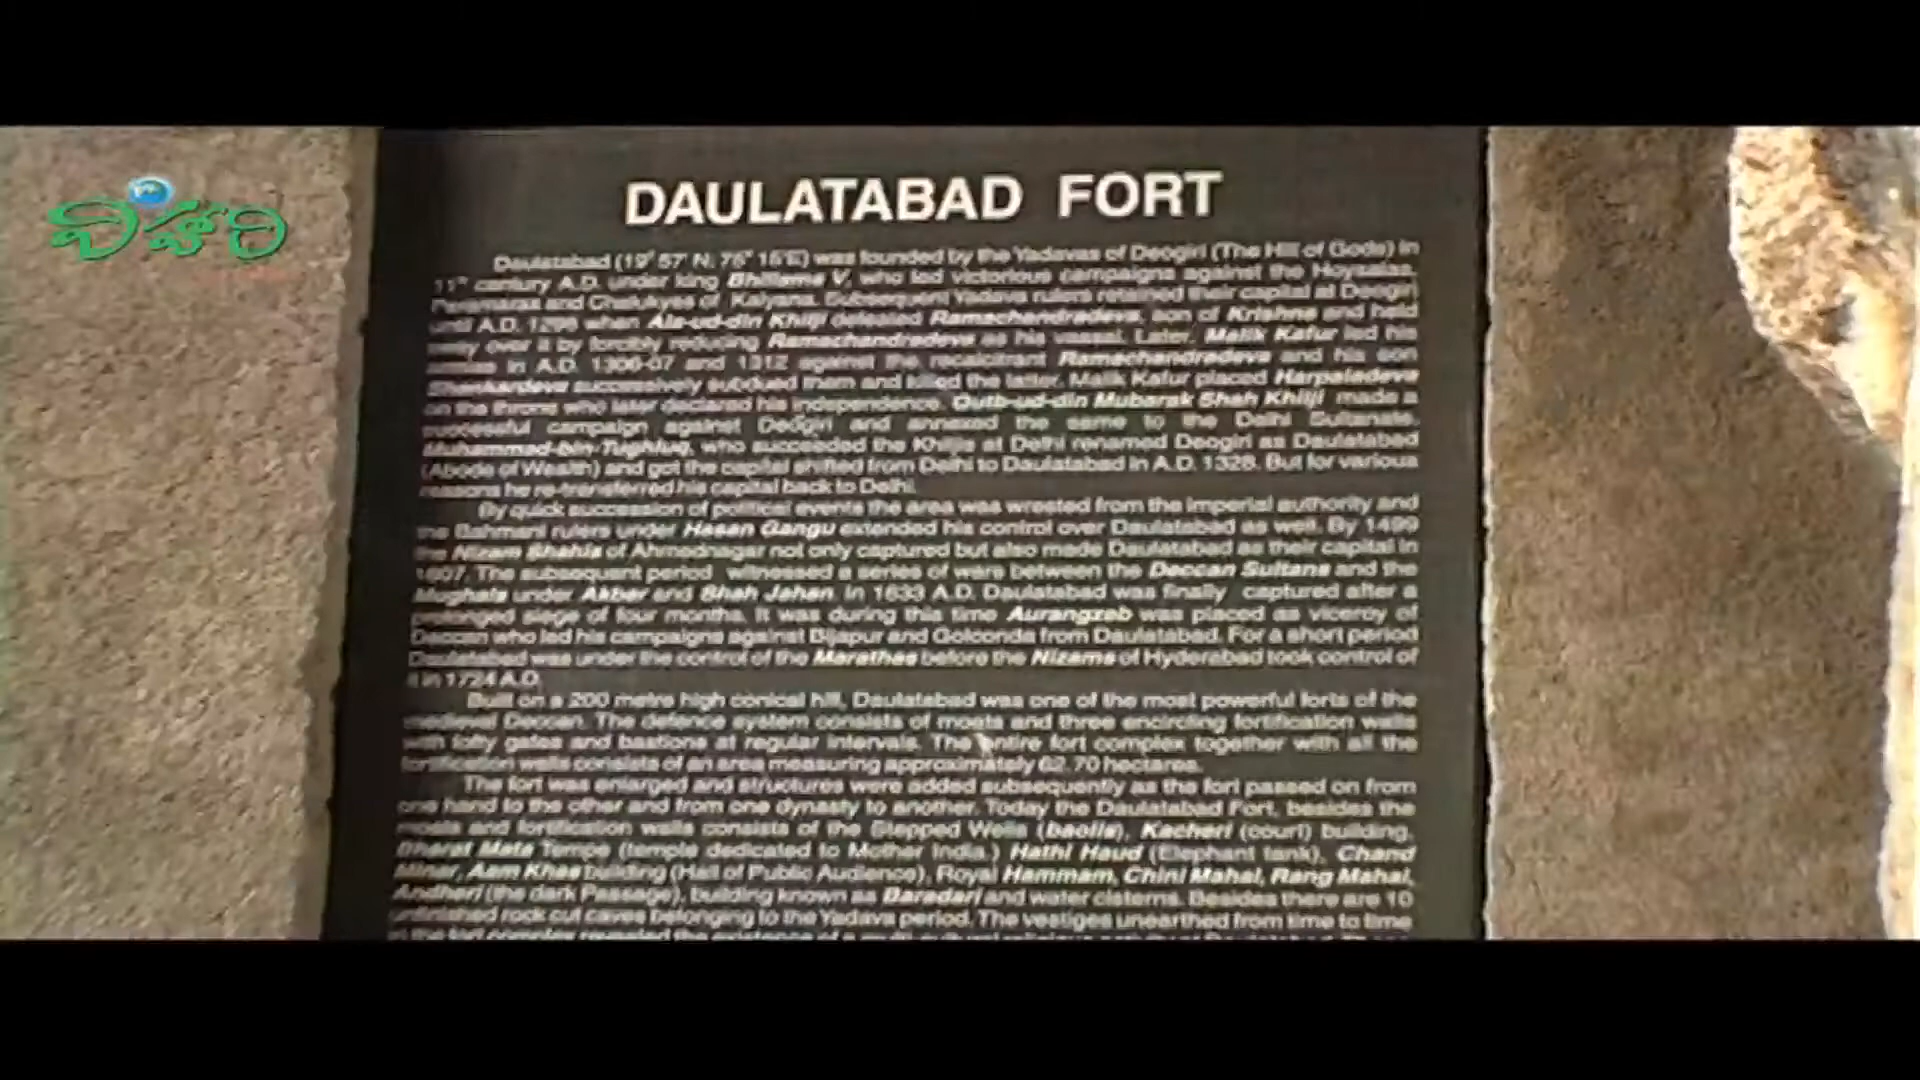 విహారి
DAULATABAD FORT
Daulatabad (19° 57' N; 75° 15'E) was founded by the Yadavas of Deogiri (The Hill of Gods) in
11th century A.D. under king Bhillama V, who led victorious campaigns against the Hoysalas,
Paramaras and Chalukyas of Kalyana. Subsequent Yadava rulers retained their capital at Deogiri
until A.D. 1296 when Ala-ud-din Khilji defeated Ramachandradeva, son of Krishna and held
sway over it by forcibly reducing Ramachandradeva as his vassal. Later, Malik Kafur led his
armies in A.D. 1306-07 and 1312 against the recalcitrant Ramachandradeva and his son
Shankardeva successively subdued them and killed the latter. Malik Kafur placed Harpaladeva
on the throne who later declared his independence. Qutb-ud-din Mubarak Shah Khilji made a
successful campaign against Deogiri and annexed the same to the Delhi Sultanate.
Muhammad-bin-Tughluq, who succeeded the Khiljis at Delhi renamed Deogiri as Daulatabad
(Abode of Wealth) and got the capital shifted from Delhi to Daulatabad in A.D. 1328. But for various
reasons he re-transferred his capital back to Delhi.
By quick succession of political events the area was wrested from the imperial authority and
the Bahmani rulers under Hasan Gangu extended his control over Daulatabad as well. By 1499
the Nizam Shahis of Ahmednagar not only captured but also made Daulatabad as their capital in
1607. The subsequent period witnessed a series of wars between the Deccan Sultans and the
Mughals under Akbar and Shah Jahan. In 1633 A.D. Daulatabad was finally captured after a
prolonged siege of four months. It was during this time Aurangzeb was placed as viceroy of
Deccan who led his campaigns against Bijapur and Golconda from Daulatabad. For a short period
Daulatabad was under the control of the Marathas before the Nizams of Hyderabad took control of
it in 1724 A.D.
Built on a 200 metre high conical hill, Daulatabad was one of the most powerful forts of the
medieval Deccan. The defence system consists of moats and three encircling fortification walls
with lofty gates and bastions at regular intervals. The entire fort complex together with all the
fortification walls consists of an area measuring approximately 62.70 hectares.
The fort was enlarged and structures were added subsequently as the fort passed on from
one hand to the other and from one dynasty to another. Today the Daulatabad Fort, besides the
moats and fortification walls consists of the Stepped Wells (baolis), Kacheri (court) building,
Bharat Mata Tempe (temple dedicated to Mother India.) Hathi Haud (Elephant tank), Chand
Minar, Aam Khas building (Hall of Public Audience), Royal Hammam, Chini Mahal, Rang Mahal,
Andheri (the dark Passage), building known as Baradari and water cisterns. Besides there are 10
unfinished rock cut caves belonging to the Yadava period. The vestiges unearthed from time to time
in the fort complex revealed the existence of a multi cultural religious activity at Daulatabad.